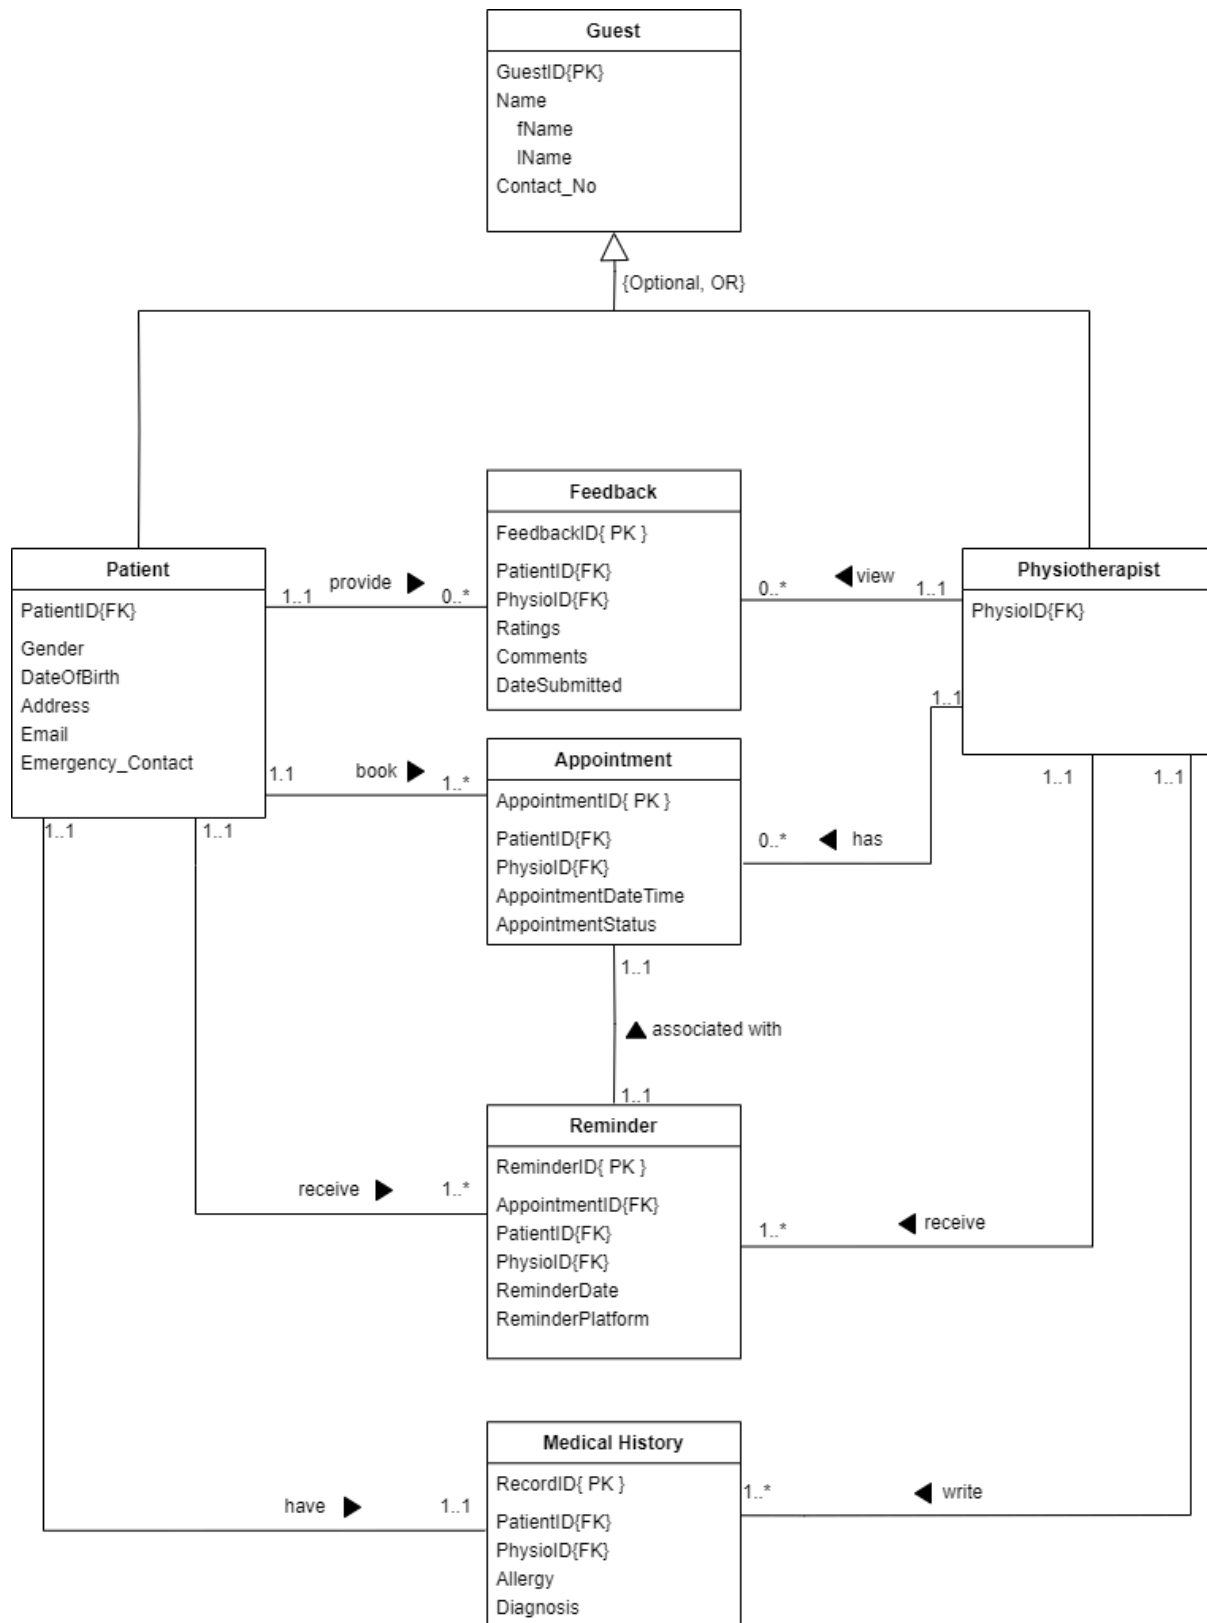 Guest
GuestID{PK}
Name
fName
lName
Contact_No
{Optional, OR}
Feedback
FeedbackID{ PK }
PatientID{FK}
PhysioID{FK}
Ratings
Comments
DateSubmitted
Patient
PatientID{FK}
Gender
DateOfBirth
Address
Email
Emergency_Contact
Physiotherapist
PhysioID{FK}
1..1
provide
0..*
0..*
view
1..1
1.1
book
1..*
Appointment
AppointmentID{ PK }
PatientID{FK}
PhysioID{FK}
AppointmentDateTime
AppointmentStatus
1..1
0..*
has
1..1
1..1
1..1
1..1
1..1
associated with
1..1
Reminder
ReminderID{ PK }
AppointmentID{FK}
PatientID{FK}
PhysioID{FK}
ReminderDate
ReminderPlatform
receive
1..*
1..*
receive
Medical History
RecordID{ PK }
PatientID{FK}
PhysioID{FK}
Allergy
Diagnosis
have
1..1
1..*
write